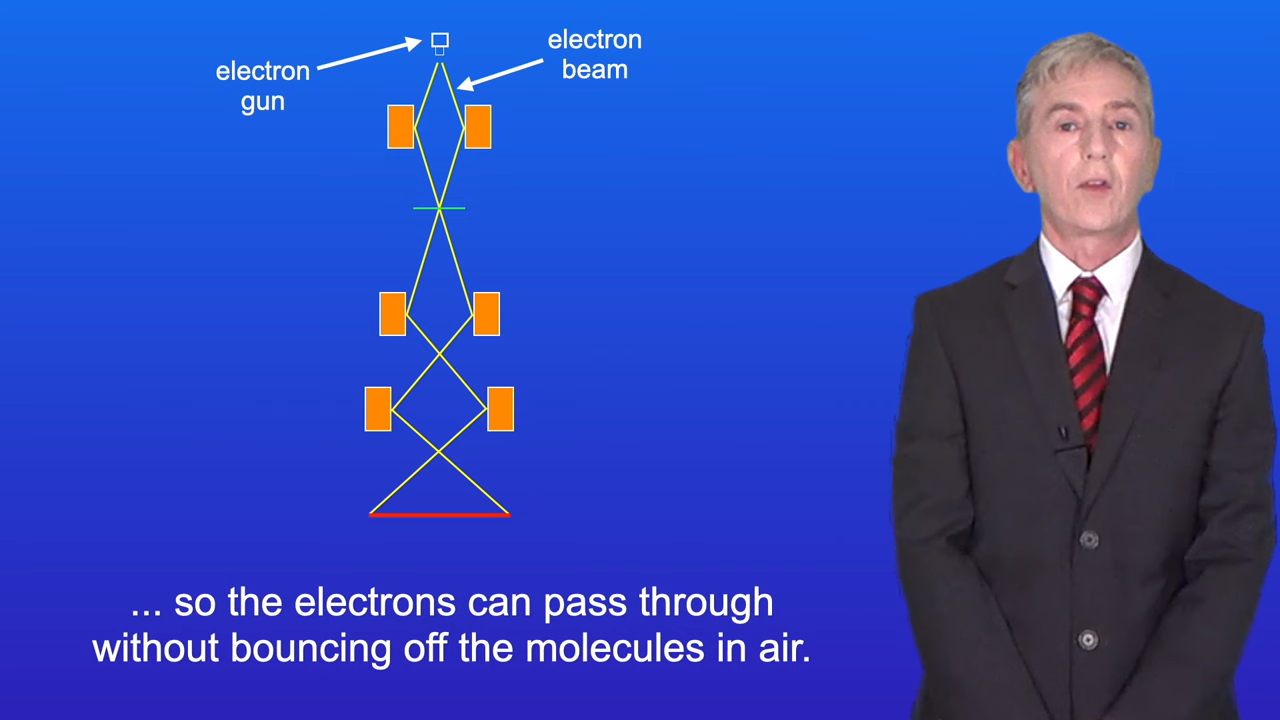 electron
gun
electron
beam
... so the electrons can pass through
without bouncing off the molecules in air.